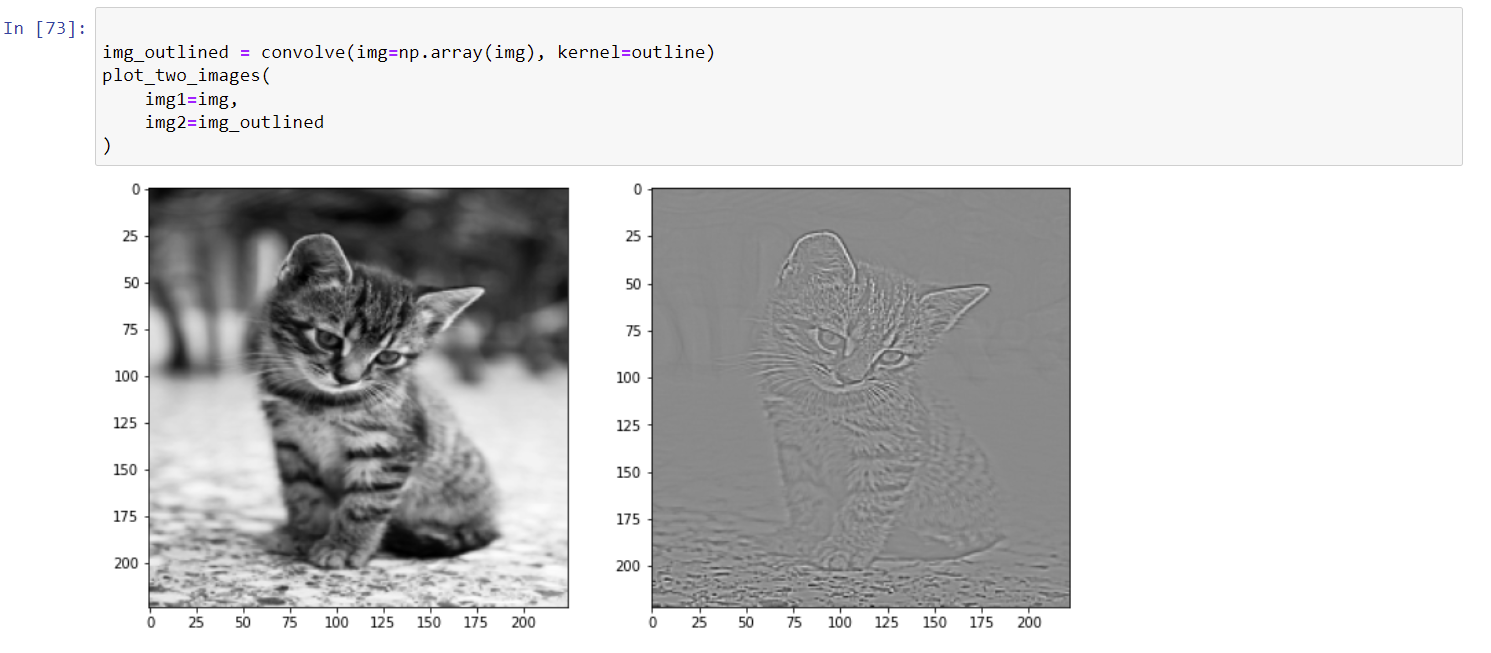 In [73]:
img_outlined = convolve(img=np.array(img), kernel=outline)
plot_two_images(
    img1=img,
    img2=img_outlined
)
0
25
50
75
100
125
150
175
200
0 25 50 75 100 125 150 175 200
0
25
50
75
100
125
150
175
200
0 25 50 75 100 125 150 175 200